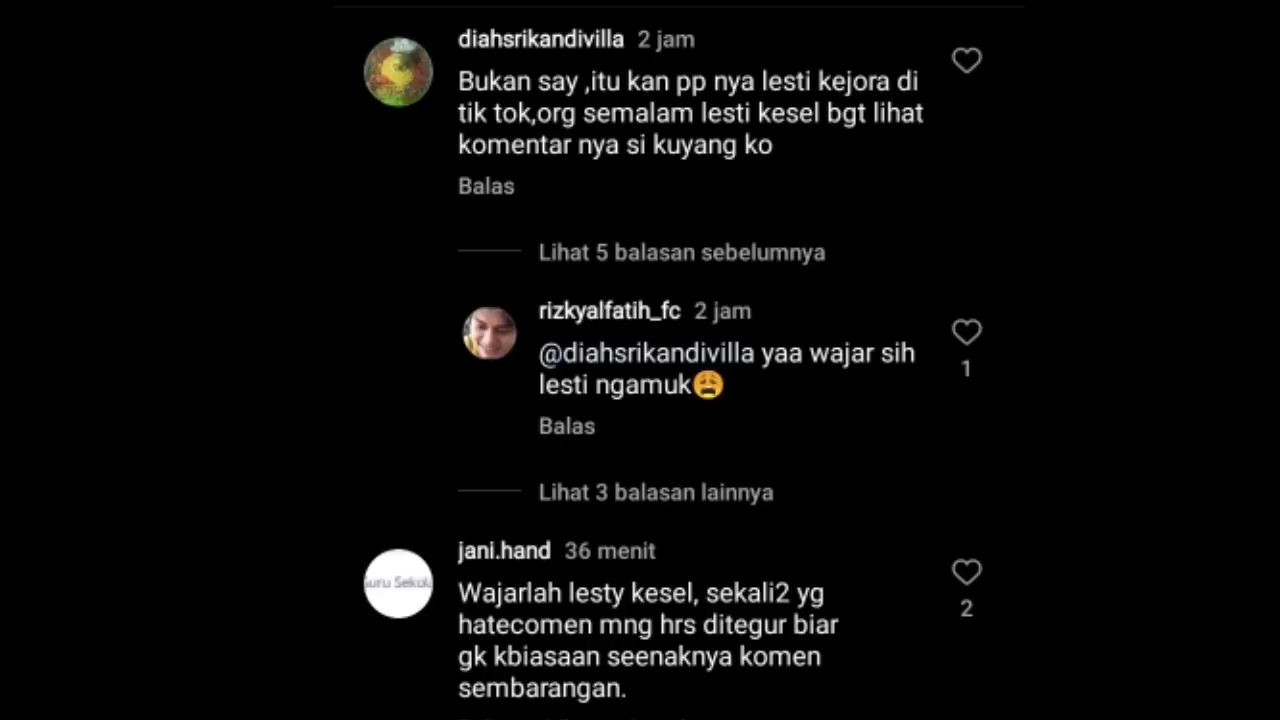 diahsrikandivilla 2 jam
Bukan say ,itu kan pp nya lesti kejora di
tik tok,org semalam lesti kesel bgt lihat
komentar nya si kuyang ko
Balas
Lihat 5 balasan sebelumnya
rizkyalfatih_fc 2 jam
@diahsrikandivilla yaa wajar sih
lesti ngamuk😩
1
Balas
Lihat 3 balasan lainnya
jani.hand 36 menit
Wajarlah lesty kesel, sekali2 yg
hatecomen mng hrs ditegur biar
gk kbiasaan seenaknya komen
sembarangan.
2